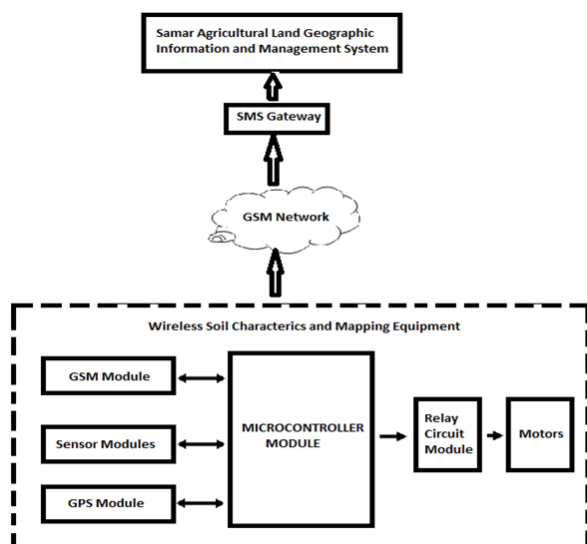 Samar Agricultural Land Geographic
Information and Management System
SMS Gateway
GSM Network
Wireless Soil Characterics and Mapping Equipment
GSM Module
Sensor Modules
GPS Module
MICROCONTROLLER
MODULE
Relay
Circuit
Module
Motors